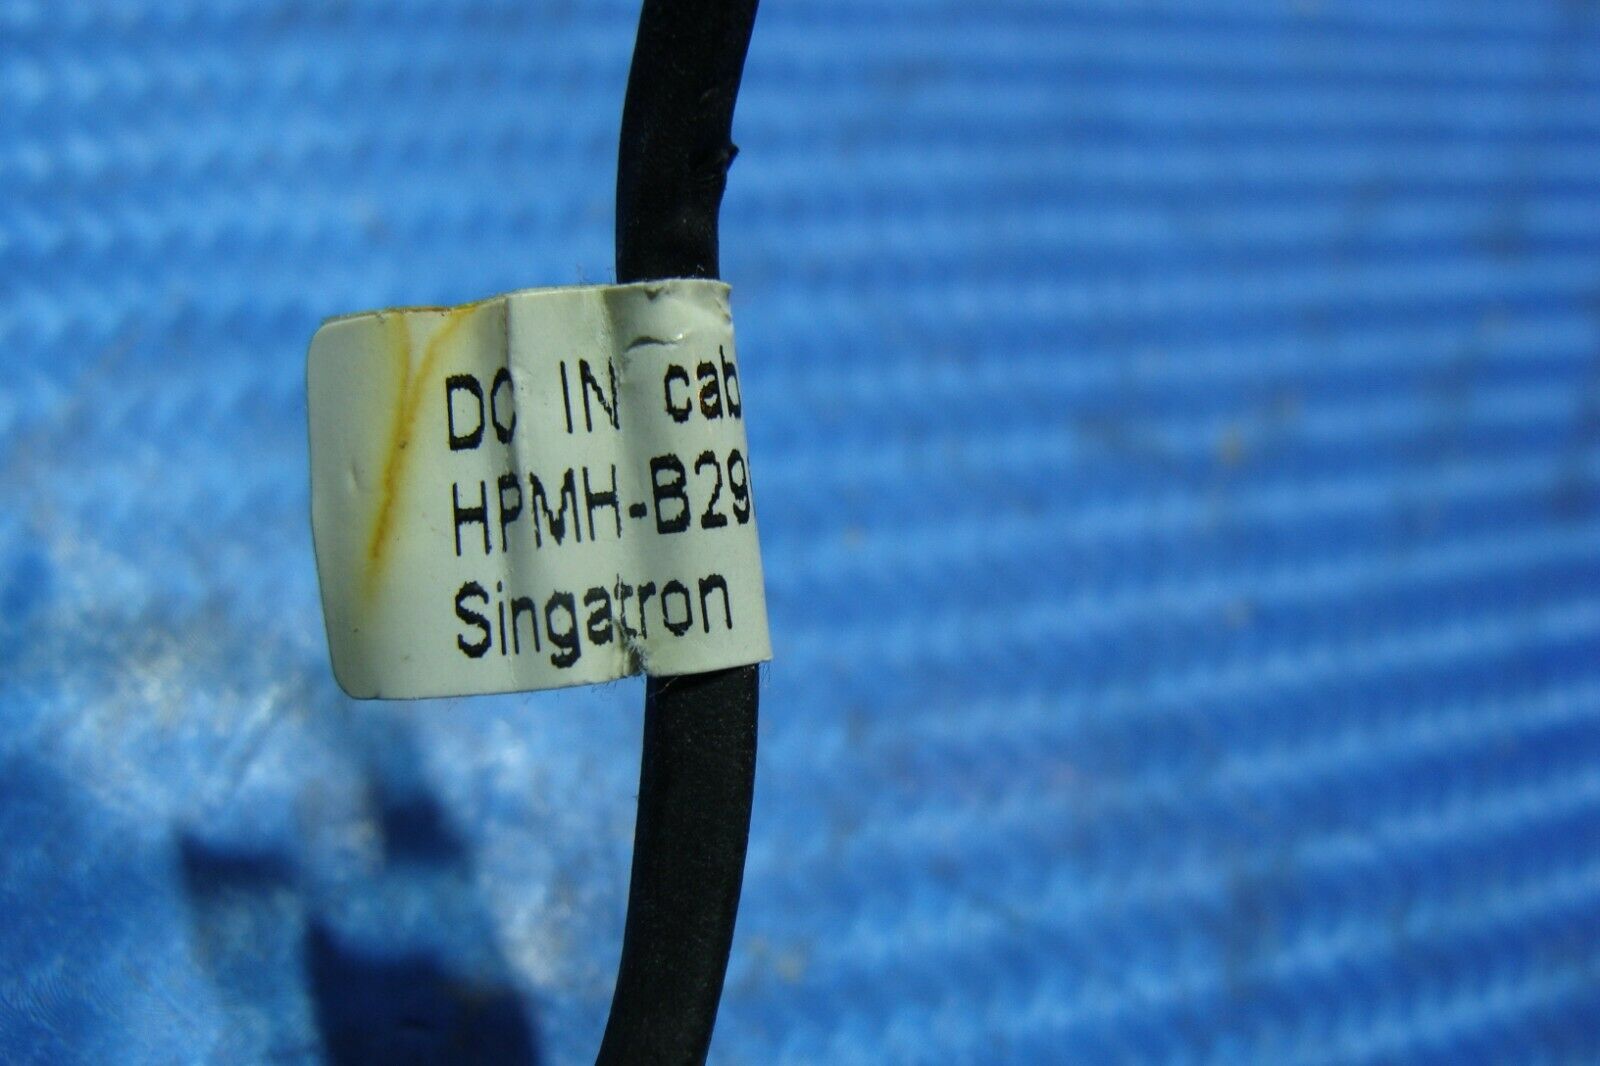 DC IN cab
HPMH-B29
Singatron